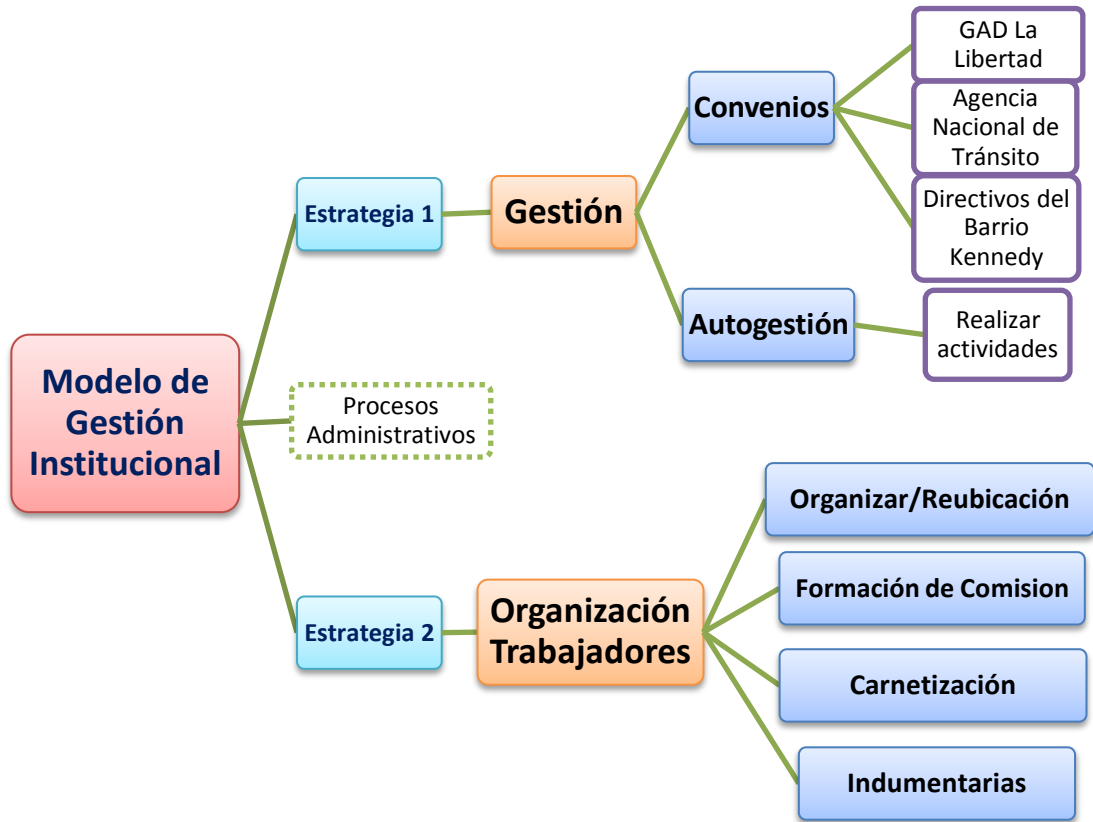 Modelo de
Gestión
Institucional
Estrategia 1
Gestión
Convenios
GAD La
Libertad
Agencia
Nacional de
Tránsito
Directivos del
Barrio
Kennedy
Autogestión
Realizar
actividades
Procesos
Administrativos
Estrategia 2
Organización
Trabajadores
Organizar/Reubicación
Formación de Comision
Carnetización
Indumentarias